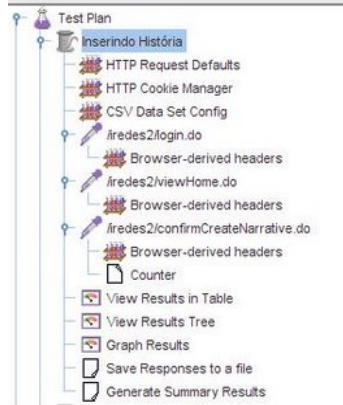 Test Plan
Inserindo História
HTTP Request Defaults
HTTP Cookie Manager
CSV Data Set Config
/iredes2/login.do
Browser-derived headers
/iredes2/viewHome.do
Browser-derived headers
/iredes2/confirmCreateNarrative.do
Browser-derived headers
Counter
View Results in Table
View Results Tree
Graph Results
Save Responses to a file
Generate Summary Results